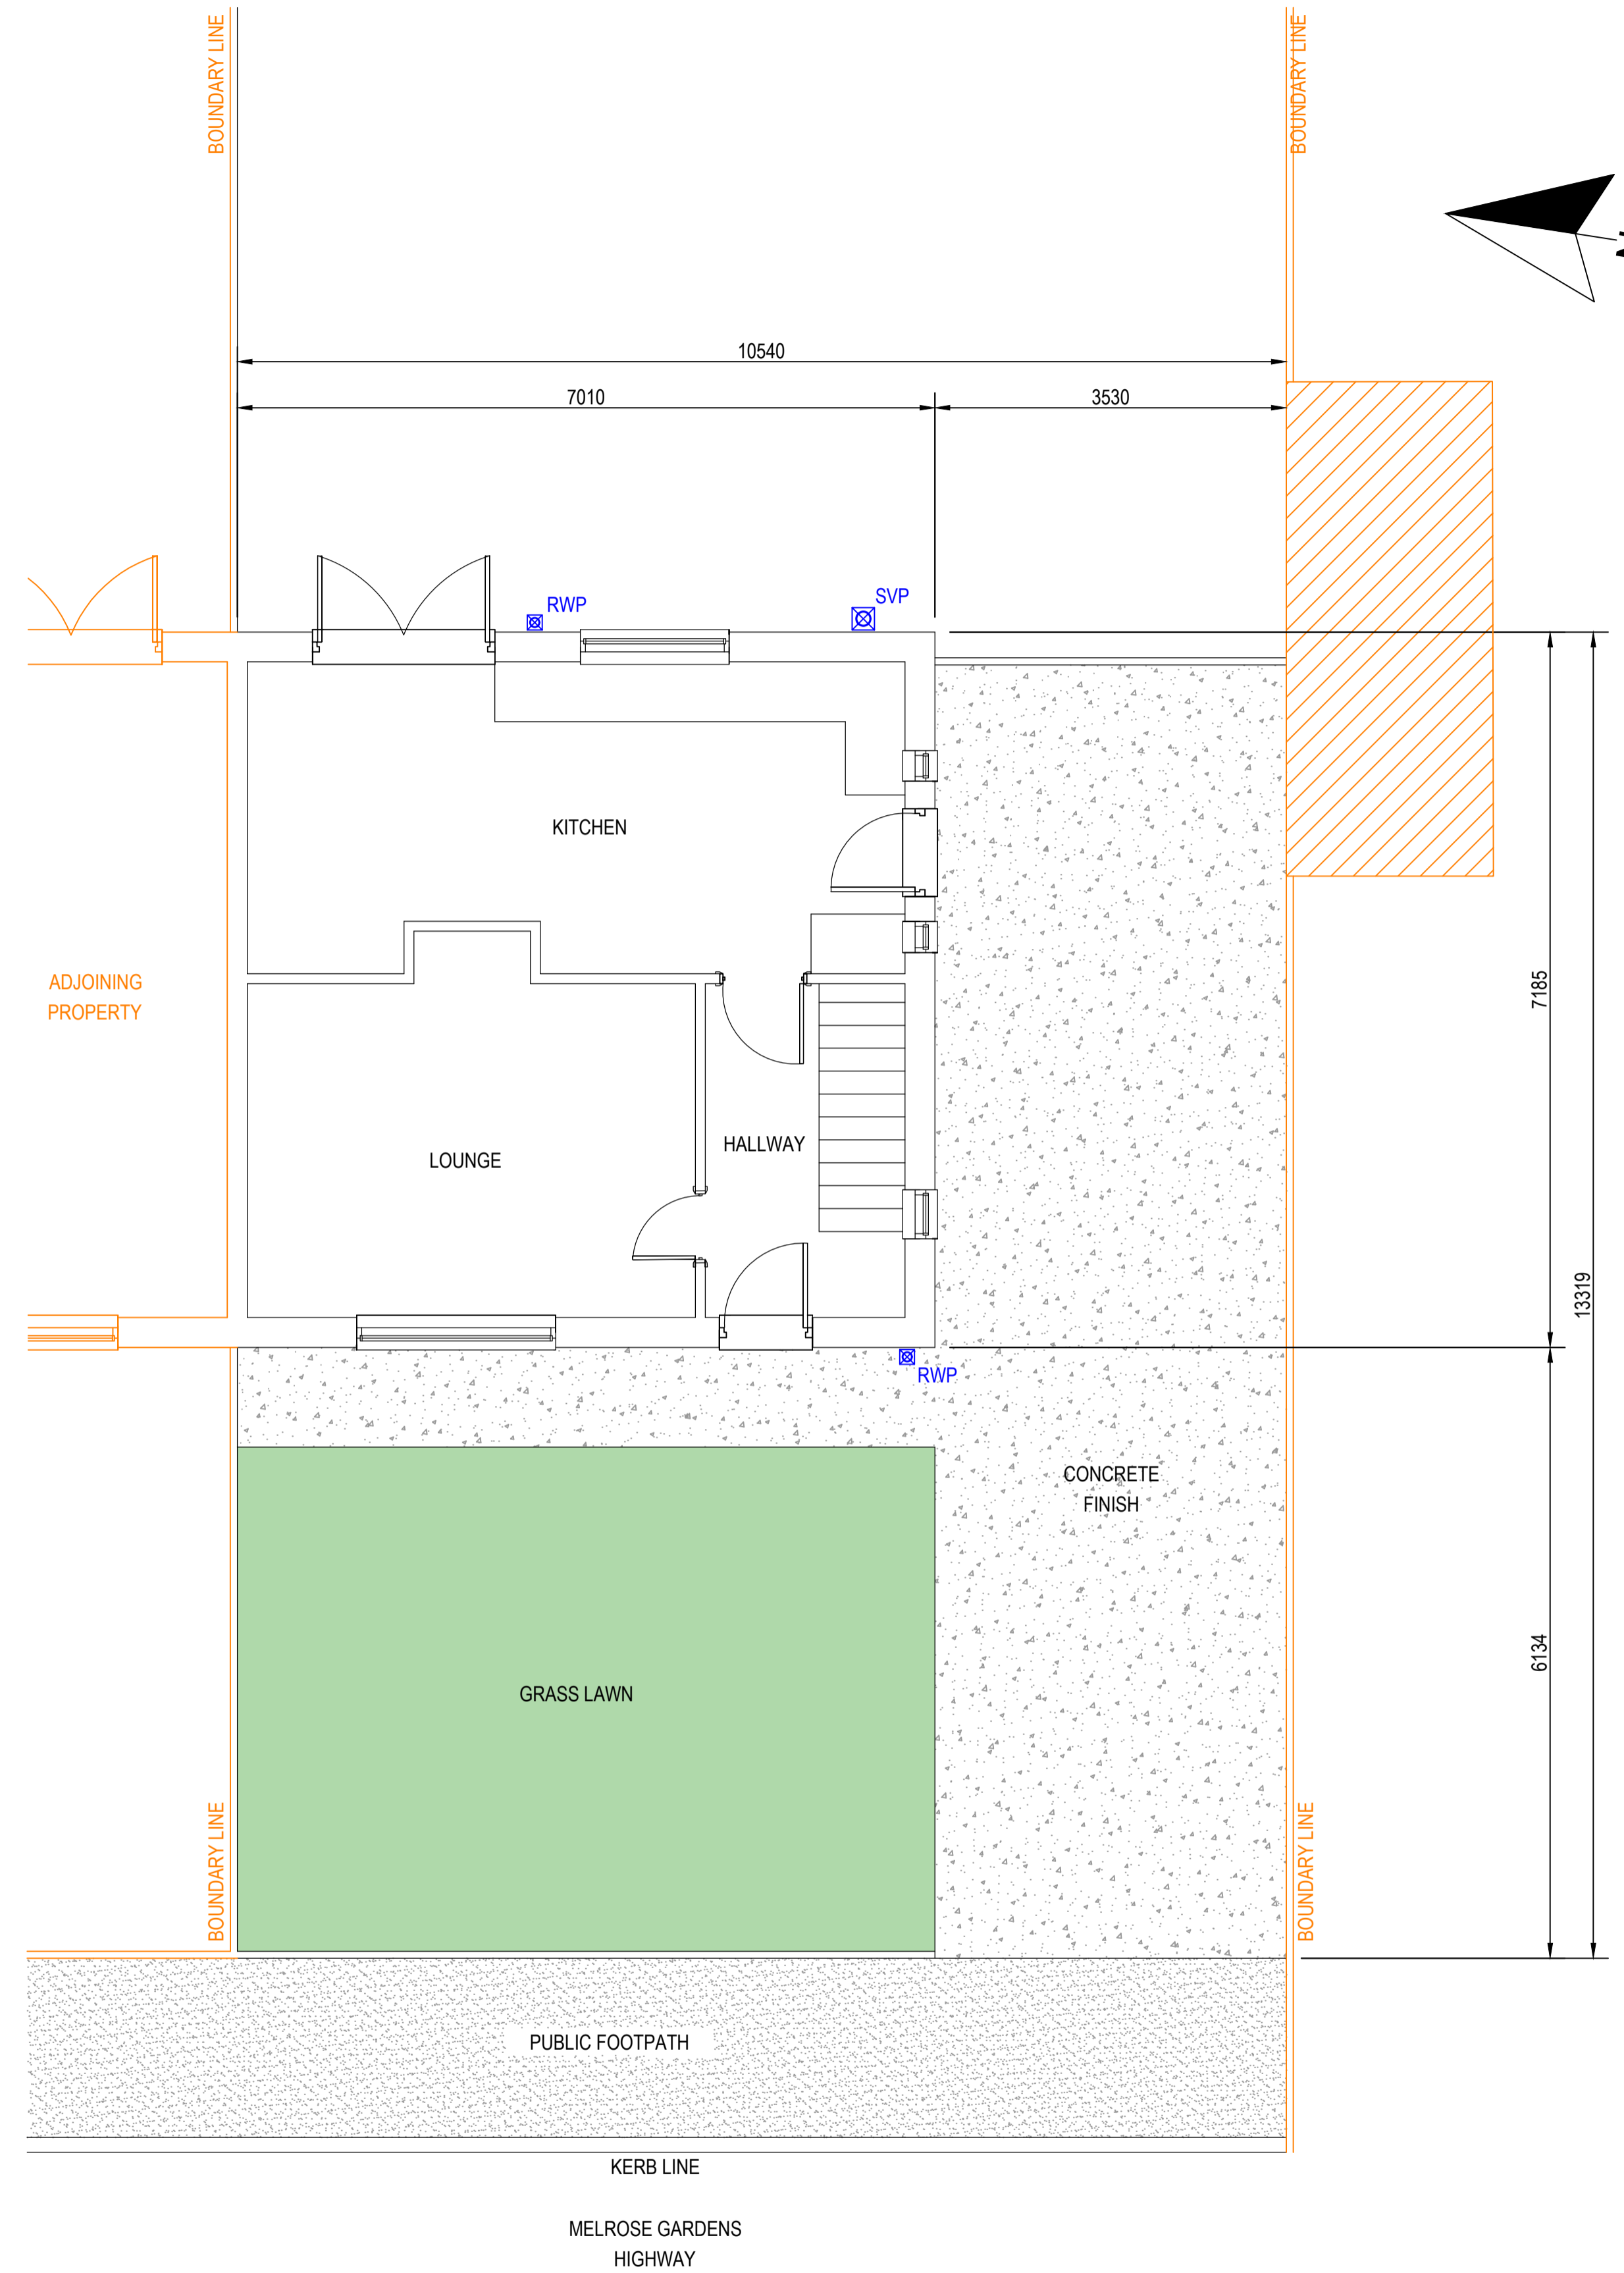 BOUNDARY LINE
BOUNDARY LINE
10540
7010
3530
RWP
SVP
KITCHEN
ADJOINING
PROPERTY
7185
LOUNGE
HALLWAY
13319
RWP
CONCRETE
FINISH
6134
GRASS LAWN
BOUNDARY LINE
BOUNDARY LINE
PUBLIC FOOTPATH
KERB LINE
MELROSE GARDENS
HIGHWAY